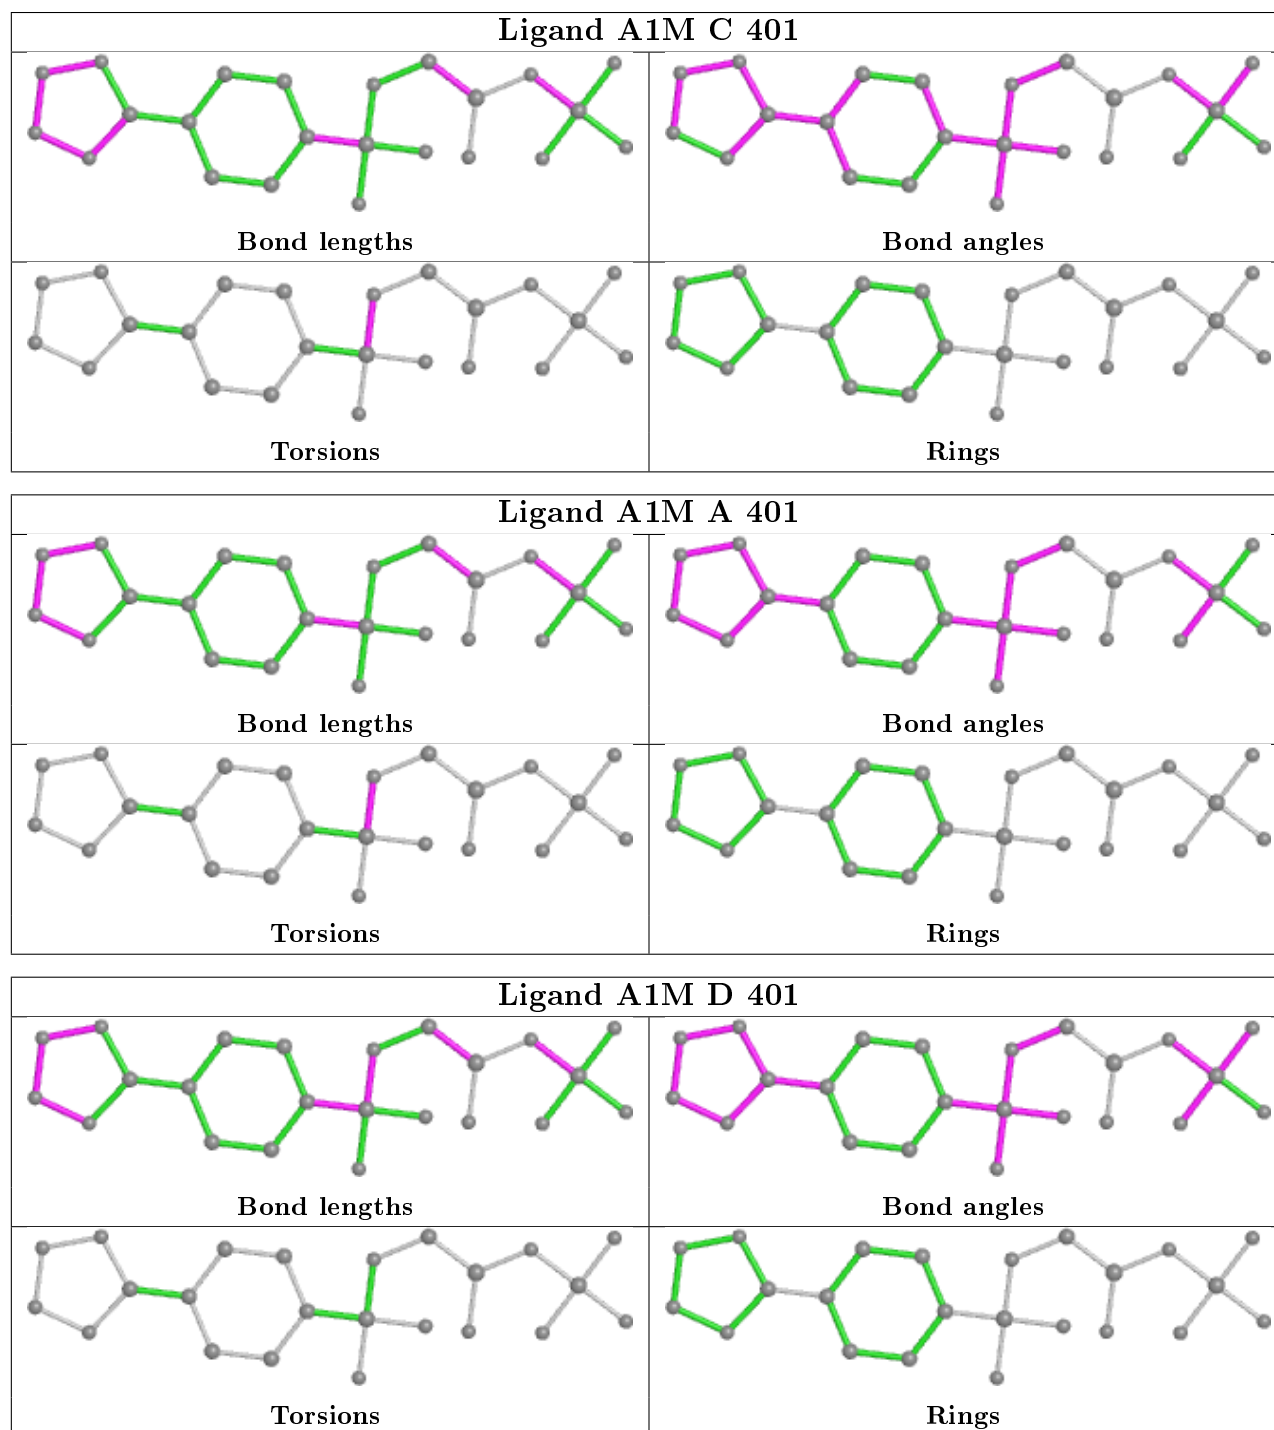 Ligand A1M C 401
Bond lengths
Bond angles
Torsions
Rings
Ligand A1M A 401
Bond lengths
Bond angles
Torsions
Rings
Ligand A1M D 401
Bond lengths
Bond angles
Torsions
Rings